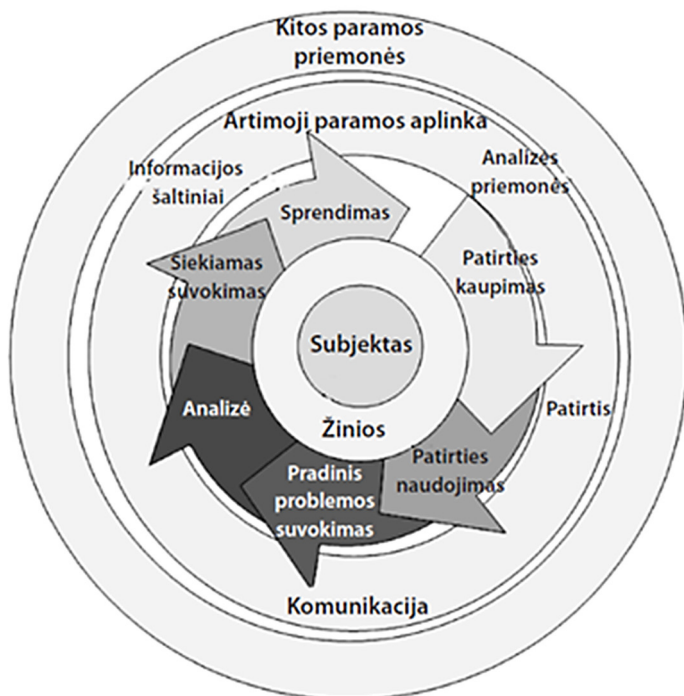 Kitos paramos
priemonės
Artimoji paramos aplinka
Informacijos
šaltiniai
Analizės
priemonės
Sprendimas
Siekiamas
suvokimas
Patirties
kaupimas
Subjektas
Analizė
Žinios
Patirtis
Pradinis
problemos
suvokimas
Patirties
naudojimas
Komunikacija